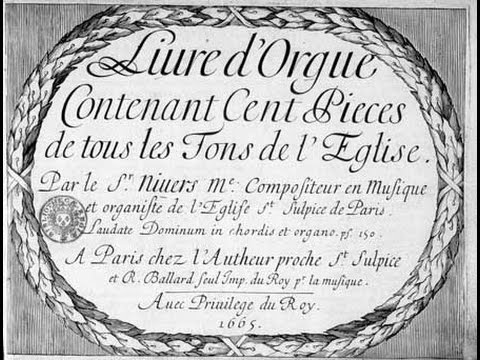 Liure d'Orgue
Contenant Cent Pieces
de tous les Tons de l'Eglise.
Par le Sr. Nivers Me. Compositeur en Musique
et organiste de l'Eglise St. Sulpice de Paris.
Laudate Dominum in chordis et organo. ps. 150.
A Paris chez l'Autheur proche St. Sulpice
et R. Ballard seul Imp. du Roy pr. la musique.
Avec Priuilege du Roy.
1665.